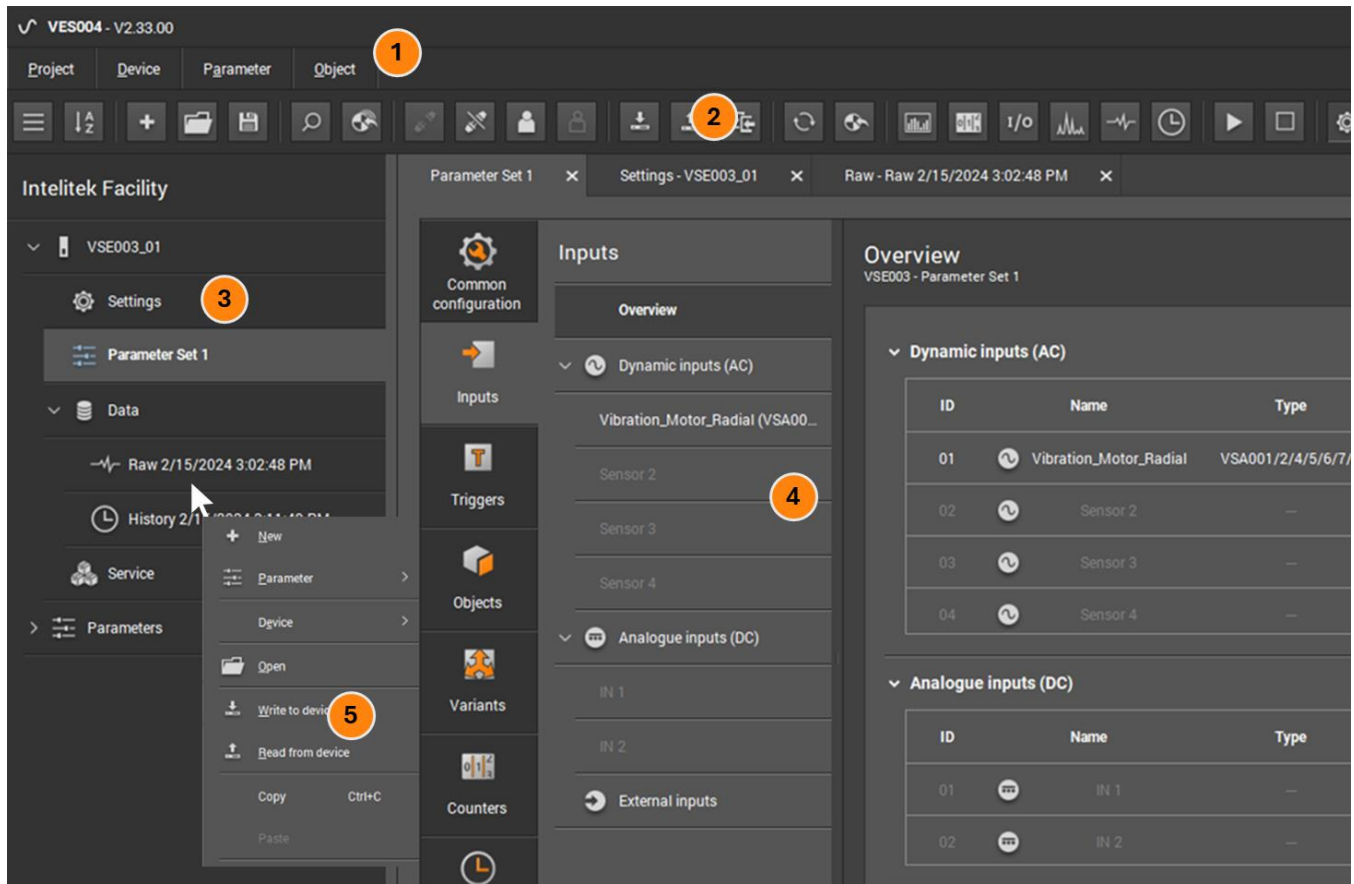 VES004 - V2.33.00
1
Project Device Parameter Object
2
I/O
Intelitek Facility
VSE003_01
Settings
3
Parameter Set 1
Data
Raw 2/15/2024 3:02:48 PM
History 2/1
Service
Parameters
New
Parameter
Device
Open
Write to devic
5
Read from device
Copy Ctrl+C
Paste
Parameter Set 1 Settings - VSE003_01 Raw - Raw 2/15/2024 3:02:48 PM
Common
configuration
Inputs
Triggers
Objects
Variants
Counters
Inputs
Overview
Dynamic inputs (AC)
Vibration_Motor_Radial (VSA00...
Sensor 2
4
Sensor 3
Sensor 4
Analogue inputs (DC)
IN 1
IN 2
External inputs
Overview
VSE003 - Parameter Set 1
Dynamic inputs (AC)
ID Name Type
01 Vibration_Motor_Radial VSA001/2/4/5/6/7/
02 Sensor 2 —
03 Sensor 3 —
04 Sensor 4 —
Analogue inputs (DC)
ID Name Type
01 IN 1 —
02 IN 2 —